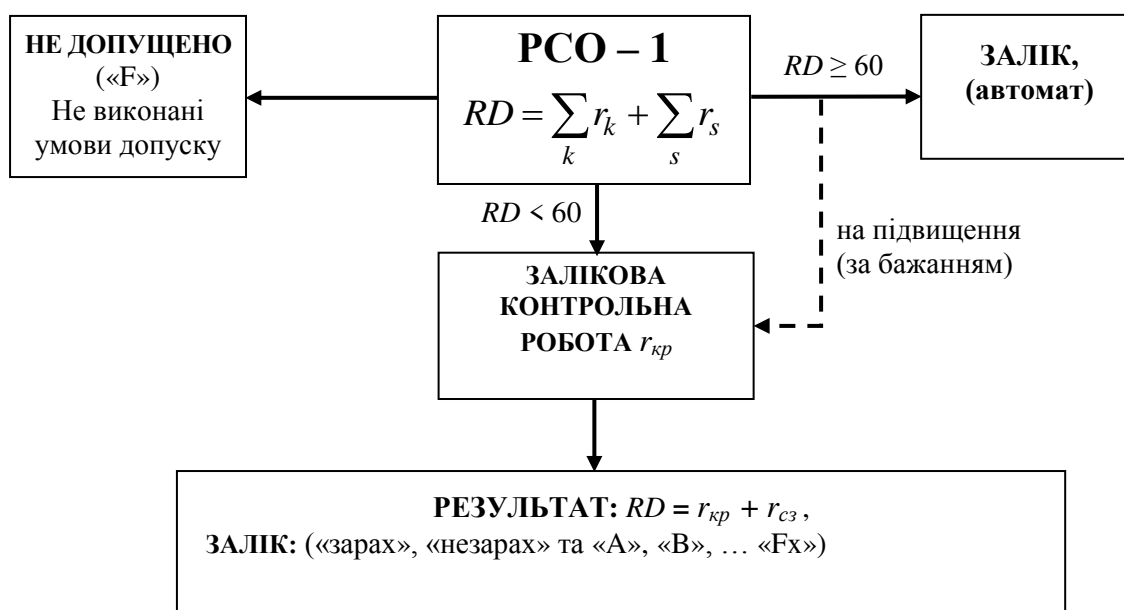 НЕ ДОПУЩЕНО
(«F»)
Не виконані
умови допуску
РСО – 1
RD = ∑ r_k + ∑ r_s
k s
RD ≥ 60
ЗАЛІК,
(автомат)
RD < 60
на підвищення
(за бажанням)
ЗАЛІКОВА
КОНТРОЛЬНА
РОБОТА r_кр
РЕЗУЛЬТАТ: RD = r_кр + r_сз ,
ЗАЛІК: («зарах», «незарах» та «А», «В», … «Fx»)